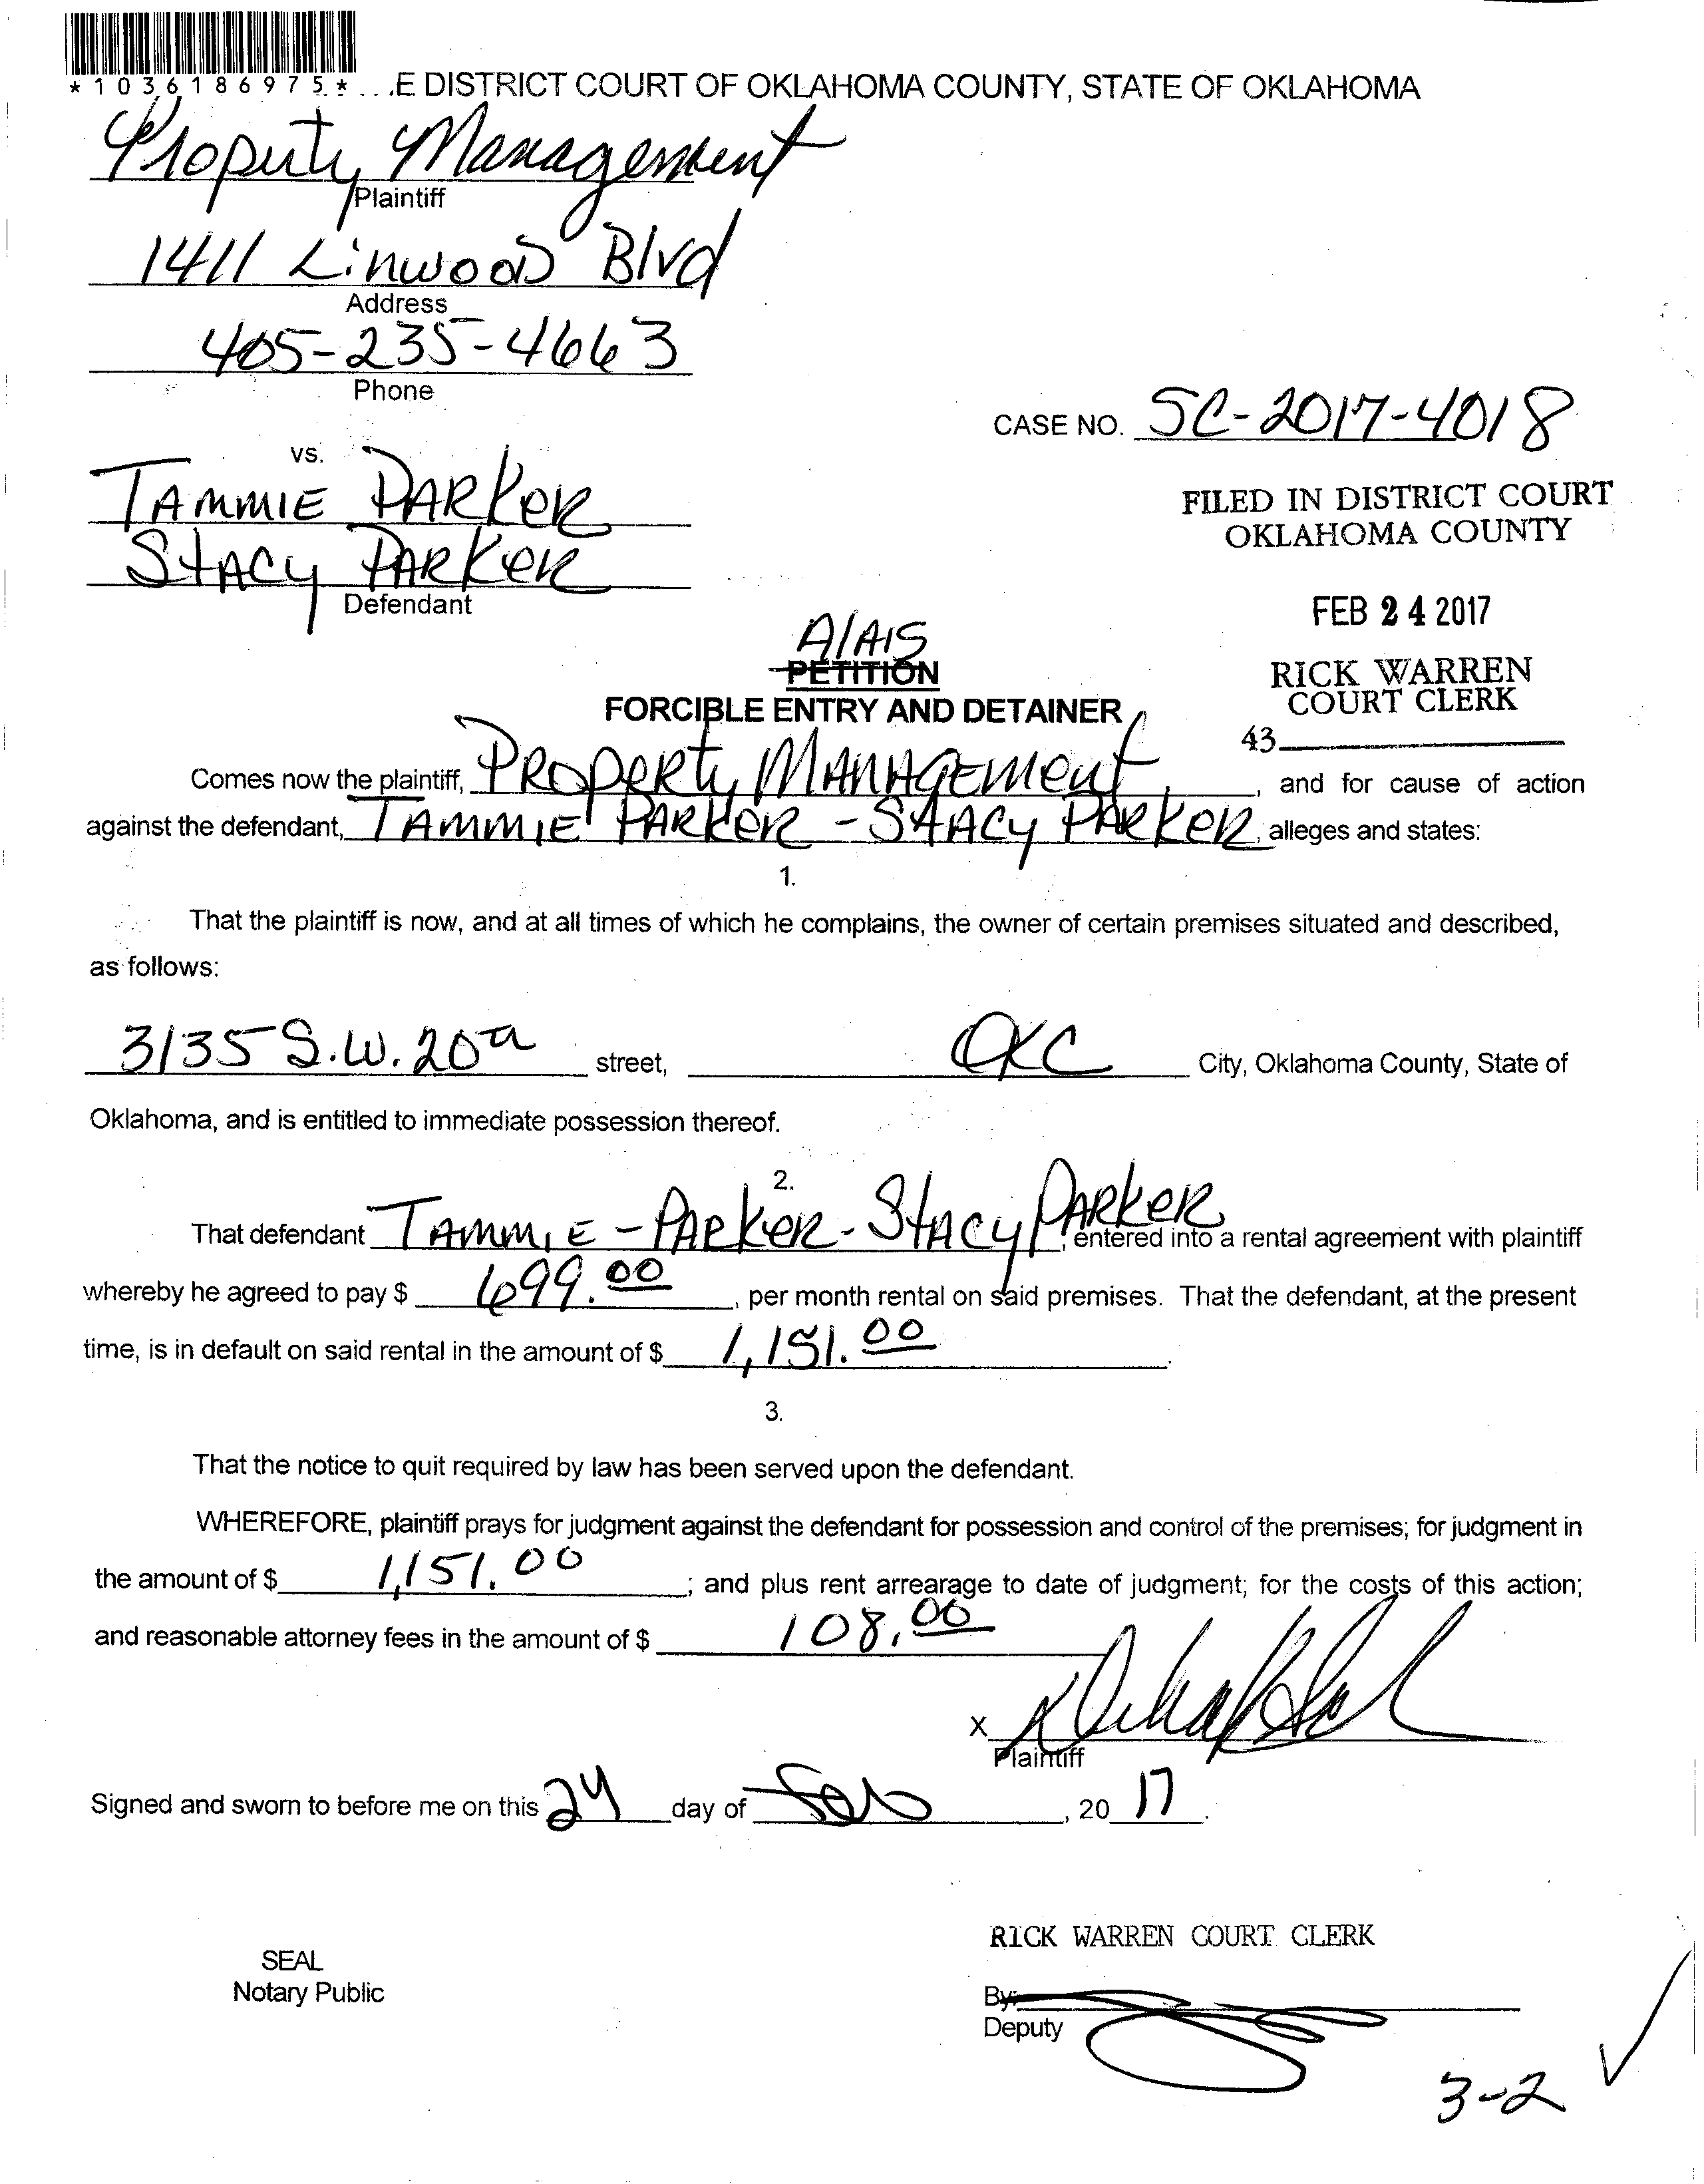 *1036186975*
.E DISTRICT COURT OF OKLAHOMA COUNTY, STATE OF OKLAHOMA
Property Management
Plaintiff
1411 Linwood Blvd
Address
405-235-4663
Phone
CASE NO. SC-2017-4018
vs.
TAMMIE PARKER
STACY PARKER
Defendant
FILED IN DISTRICT COURT
OKLAHOMA COUNTY
FEB 24 2017
RICK WARREN
COURT CLERK
43
AlAIS
PETITION
FORCIBLE ENTRY AND DETAINER
Comes now the plaintiff, PROPERTY MANAGEMENT, and for cause of action
against the defendant, TAMMIE PARKER - STACY PARKER, alleges and states:
1.
That the plaintiff is now, and at all times of which he complains, the owner of certain premises situated and described,
as follows:
3135 S.W. 20th street, OKC City, Oklahoma County, State of
Oklahoma, and is entitled to immediate possession thereof.
2.
That defendant TAMMIE - PARKER - STACY PARKER, entered into a rental agreement with plaintiff
whereby he agreed to pay $ 699.00, per month rental on said premises. That the defendant, at the present
time, is in default on said rental in the amount of $ 1,151.00.
3.
That the notice to quit required by law has been served upon the defendant.
WHEREFORE, plaintiff prays for judgment against the defendant for possession and control of the premises; for judgment in
the amount of $ 1,151.00; and plus rent arrearage to date of judgment; for the costs of this action;
and reasonable attorney fees in the amount of $ 108.00
X
Plaintiff
Signed and sworn to before me on this 24 day of Feb, 2017.
RICK WARREN COURT CLERK
SEAL
Notary Public
By:
Deputy
3-2